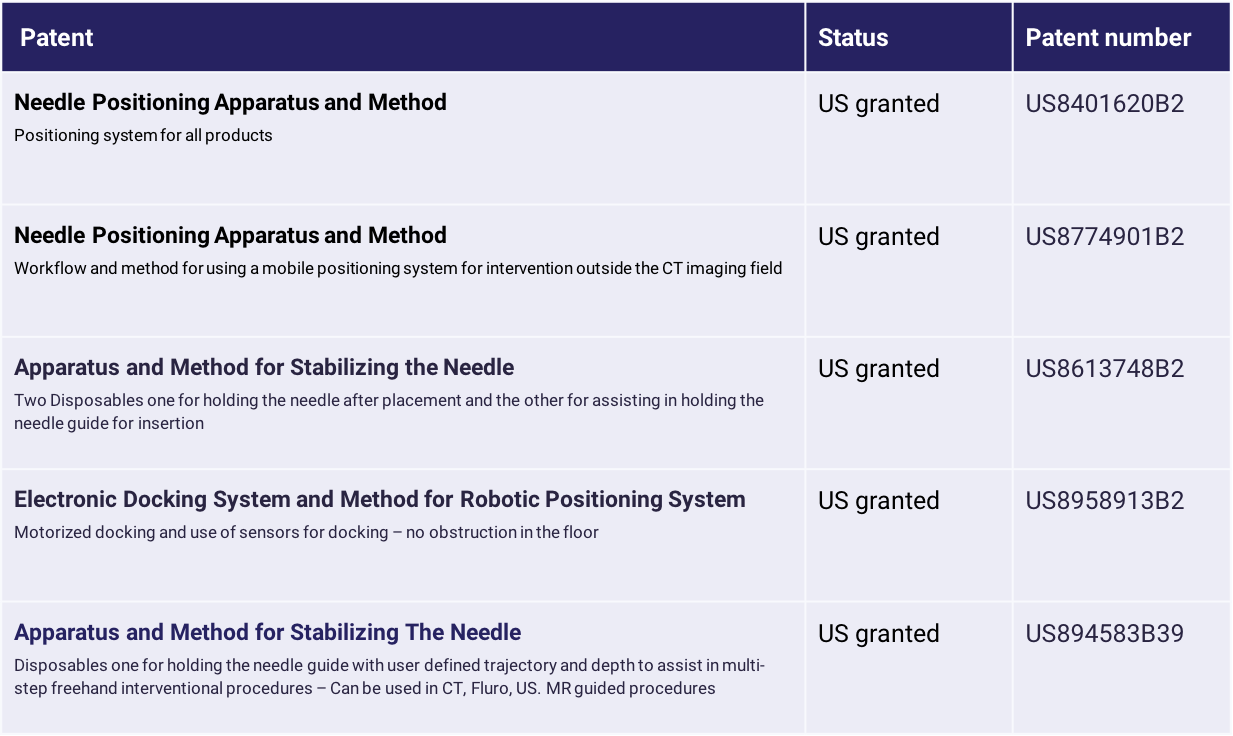 Patent Status Patent number
Needle Positioning Apparatus and Method US granted US8401620B2
Positioning system for all products
Needle Positioning Apparatus and Method US granted US8774901B2
Workflow and method for using a mobile positioning system for intervention outside the CT imaging field
Apparatus and Method for Stabilizing the Needle US granted US8613748B2
Two Disposables one for holding the needle after placement and the other for assisting in holding the
needle guide for insertion
Electronic Docking System and Method for Robotic Positioning System US granted US8958913B2
Motorized docking and use of sensors for docking – no obstruction in the floor
Apparatus and Method for Stabilizing The Needle US granted US894583B39
Disposables one for holding the needle guide with user defined trajectory and depth to assist in multi-
step freehand interventional procedures – Can be used in CT, Fluro, US. MR guided procedures